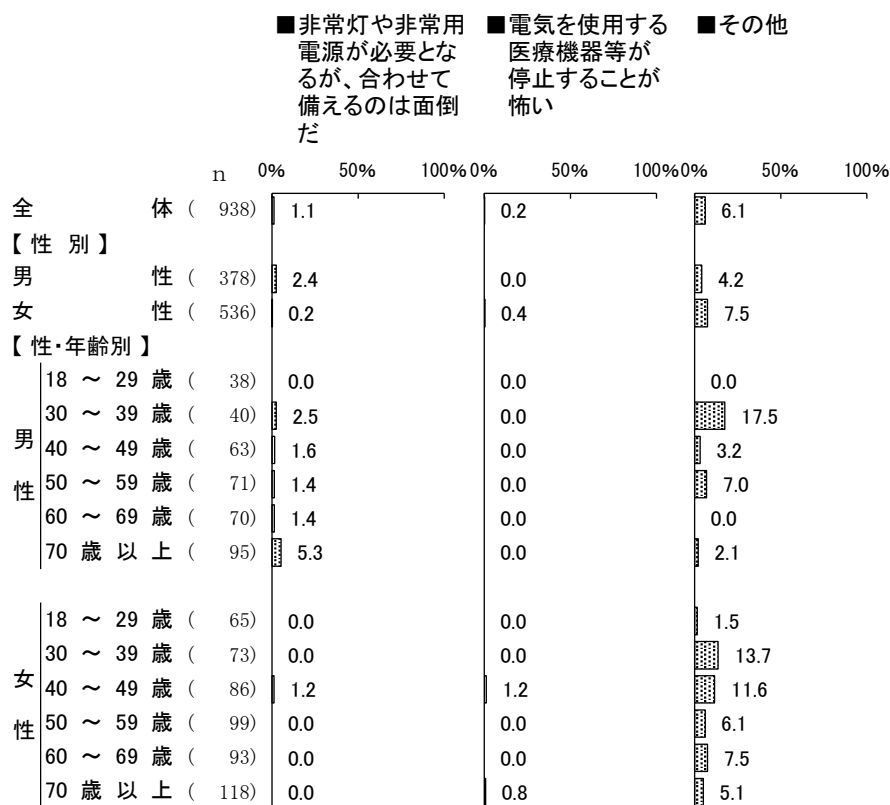 ■非常灯や非常用
電源が必要とな
るが、合わせて
備えるのは面倒
だ
■電気を使用する
医療機器等が
停止することが
怖い
■その他
n 0% 50% 100% 0% 50% 100% 0% 50% 100%
全体 ( 938) 1.1 0.2 6.1
【 性 別 】
男性 ( 378) 2.4 0.0 4.2
女性 ( 536) 0.2 0.4 7.5
【 性・年齢別 】
男性
18 ～ 29 歳 ( 38) 0.0 0.0 0.0
30 ～ 39 歳 ( 40) 2.5 0.0 17.5
40 ～ 49 歳 ( 63) 1.6 0.0 3.2
50 ～ 59 歳 ( 71) 1.4 0.0 7.0
60 ～ 69 歳 ( 70) 1.4 0.0 0.0
70 歳 以 上 ( 95) 5.3 0.0 2.1
女性
18 ～ 29 歳 ( 65) 0.0 0.0 1.5
30 ～ 39 歳 ( 73) 0.0 0.0 13.7
40 ～ 49 歳 ( 86) 1.2 1.2 11.6
50 ～ 59 歳 ( 99) 0.0 0.0 6.1
60 ～ 69 歳 ( 93) 0.0 0.0 7.5
70 歳 以 上 ( 118) 0.0 0.8 5.1